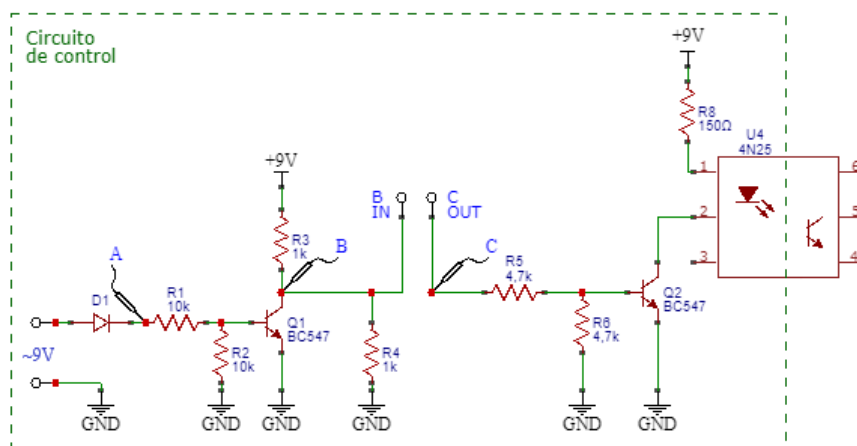 Circuito
de control
+9V
R8
150Ω
U4
4N25
1
2
3
6
5
4
+9V
R3
1k
B
IN
C
OUT
A
B
C
D1
R1
10k
R2
10k
Q1
BC547
R4
1k
R5
4,7k
R6
4,7k
Q2
BC547
~9V
GND
GND
GND
GND
GND
GND